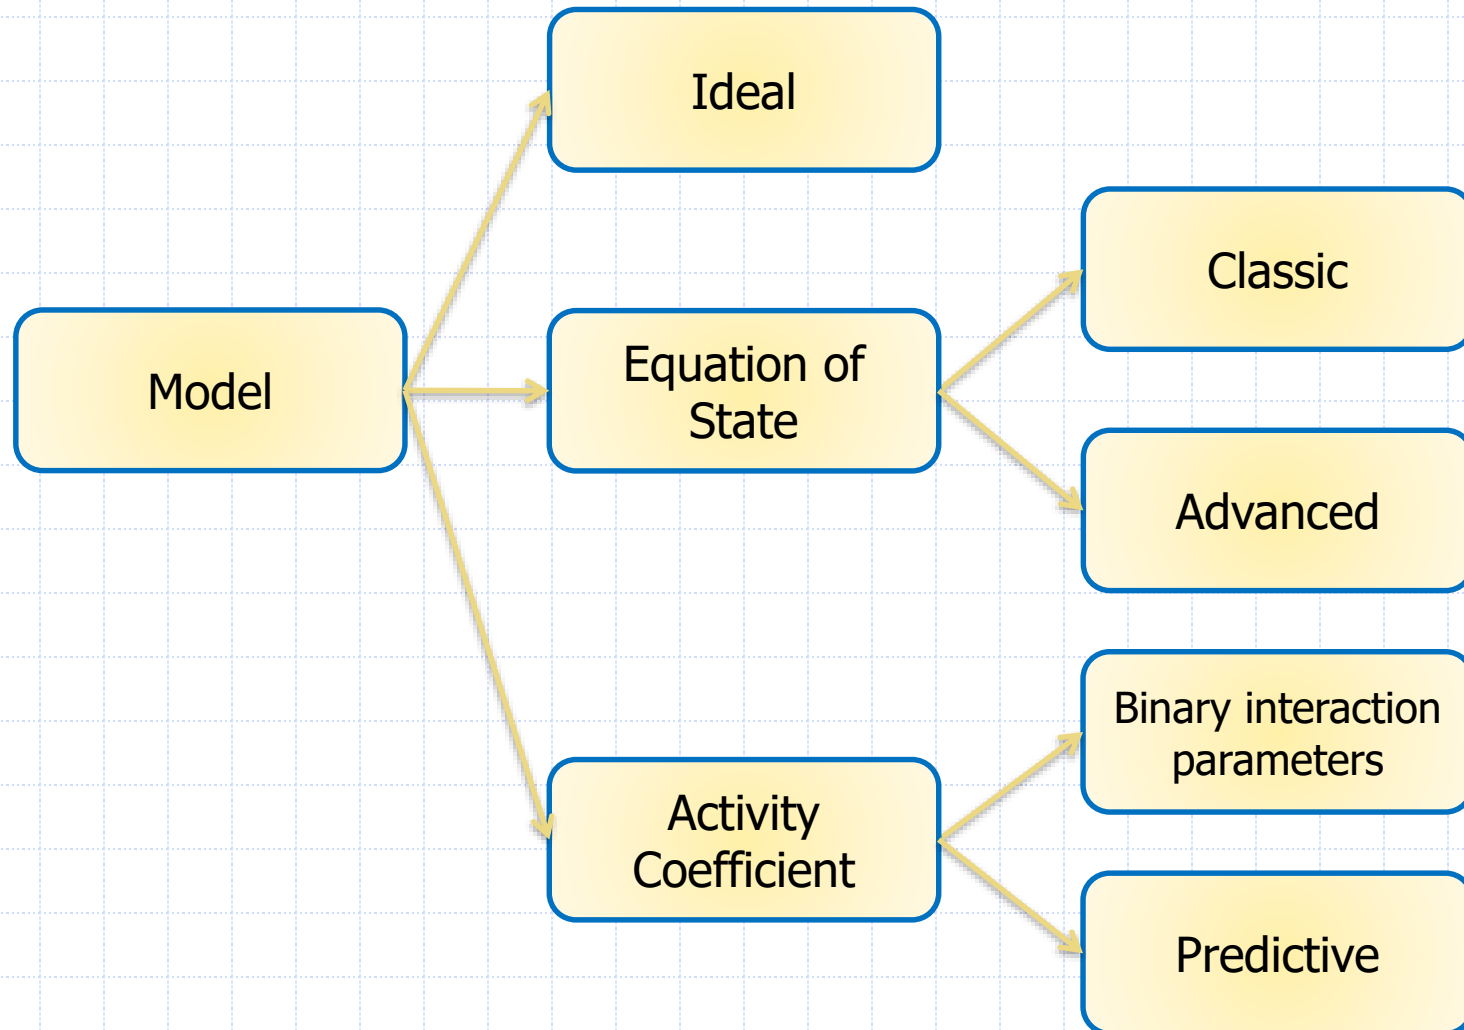 Ideal
Classic
Model
Equation of
State
Advanced
Binary interaction
parameters
Activity
Coefficient
Predictive